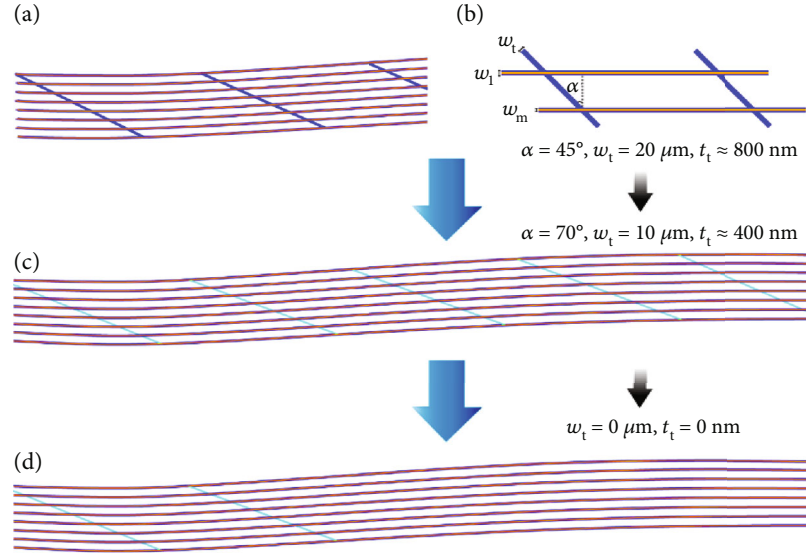 (a)
(b)
w_t
w_l
α
w_m
α = 45°, w_t = 20 μm, t_t ≈ 800 nm
α = 70°, w_t = 10 μm, t_t ≈ 400 nm
(c)
w_t = 0 μm, t_t = 0 nm
(d)